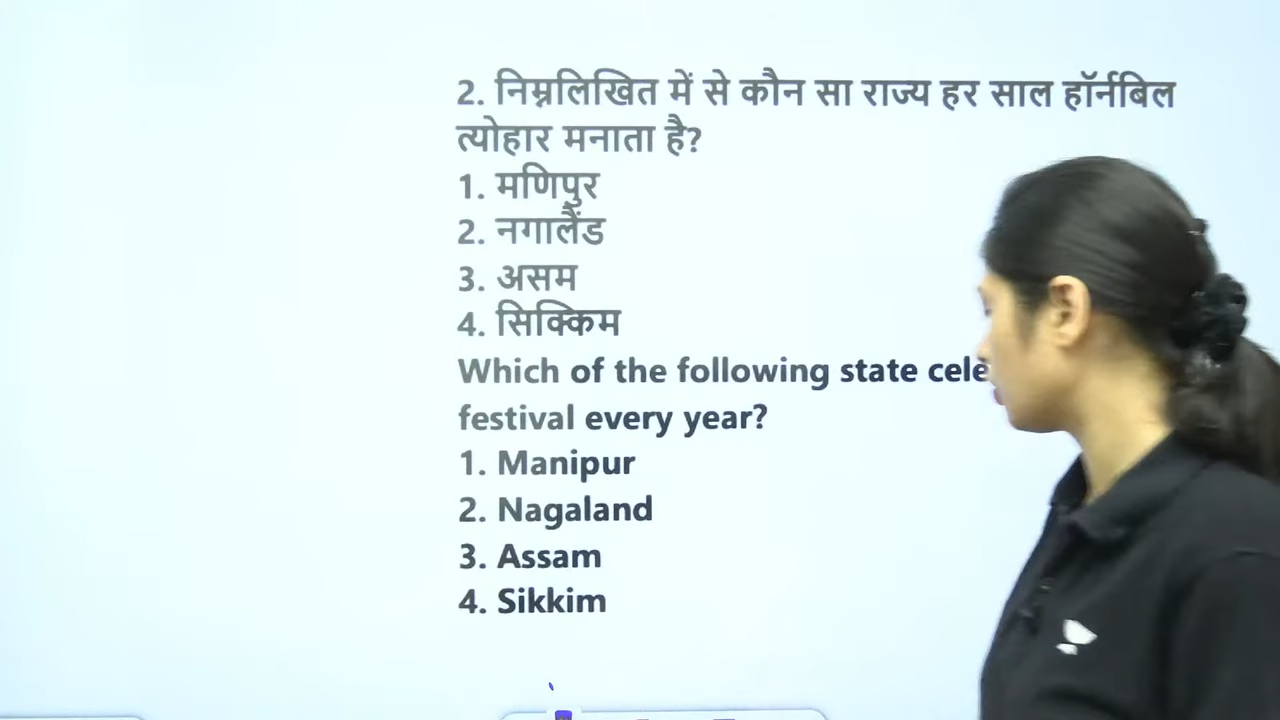 2. निम्नलिखित में से कौन सा राज्य हर साल हॉर्नबिल
त्योहार मनाता है?
1. मणिपुर
2. नगालैंड
3. असम
4. सिक्किम
Which of the following state cele
festival every year?
1. Manipur
2. Nagaland
3. Assam
4. Sikkim